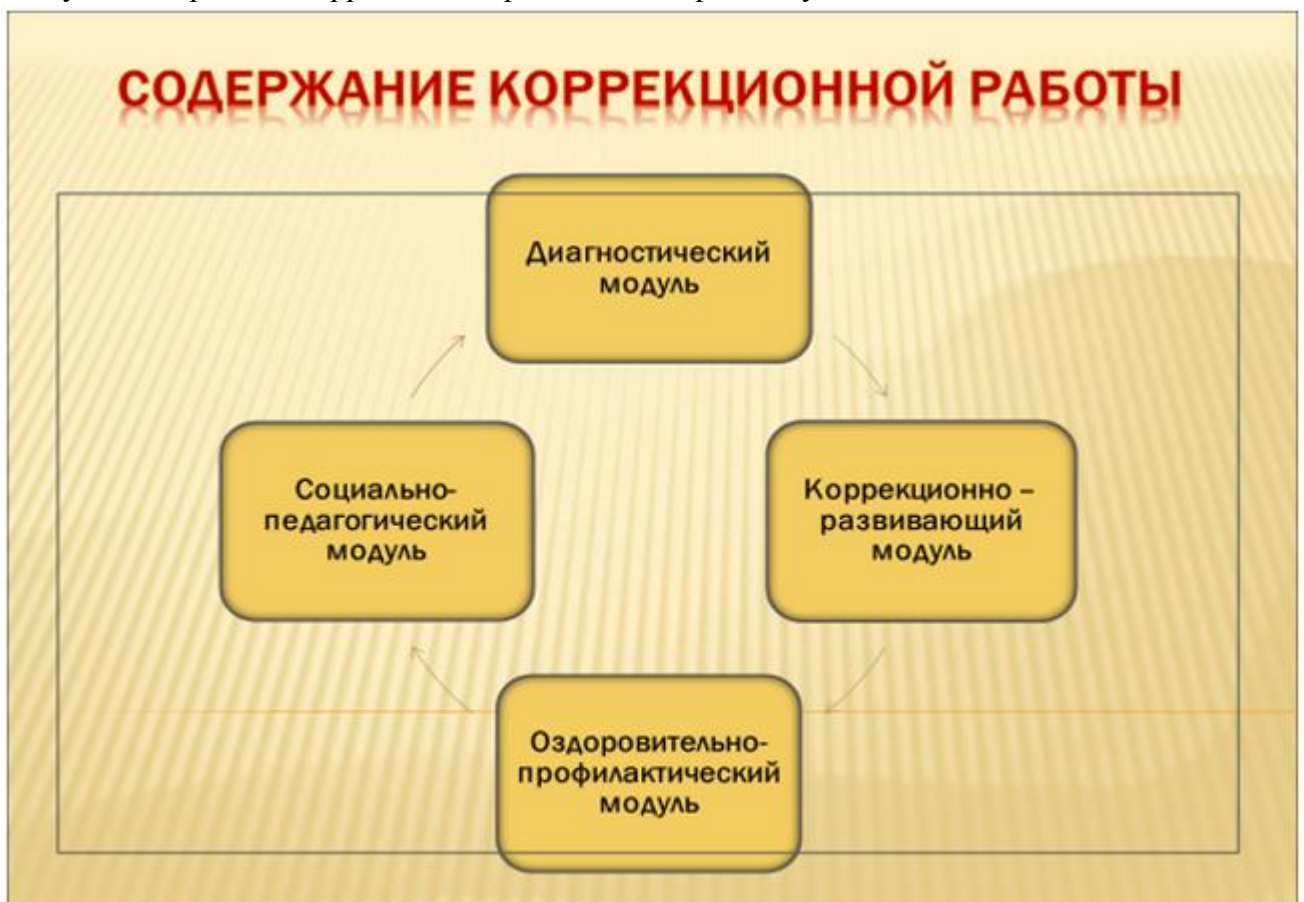 СОДЕРЖАНИЕ КОРРЕКЦИОННОЙ РАБОТЫ
Диагностический
модуль
Социально-
педагогический
модуль
Коррекционно –
развивающий
модуль
Оздоровительно-
профилактический
модуль